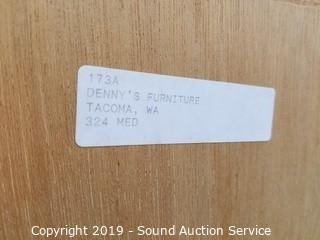 173A
DENNY'S FURNITURE
TACOMA, WA
324 MED
Copyright 2019 - Sound Auction Service